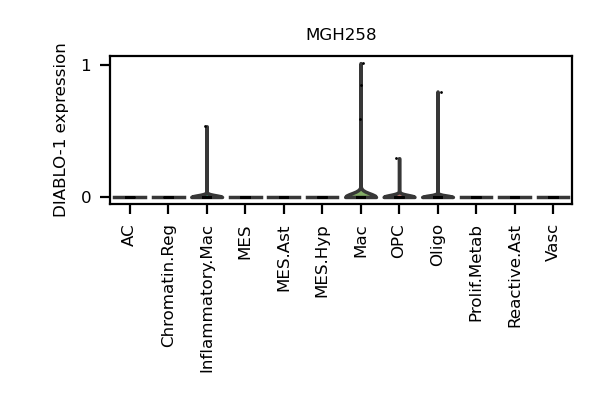 MGH258
DIABLO-1 expression
1
0
AC
Chromatin.Reg
Inflammatory.Mac
MES
MES.Ast
MES.Hyp
Mac
OPC
Oligo
Prolif.Metab
Reactive.Ast
Vasc